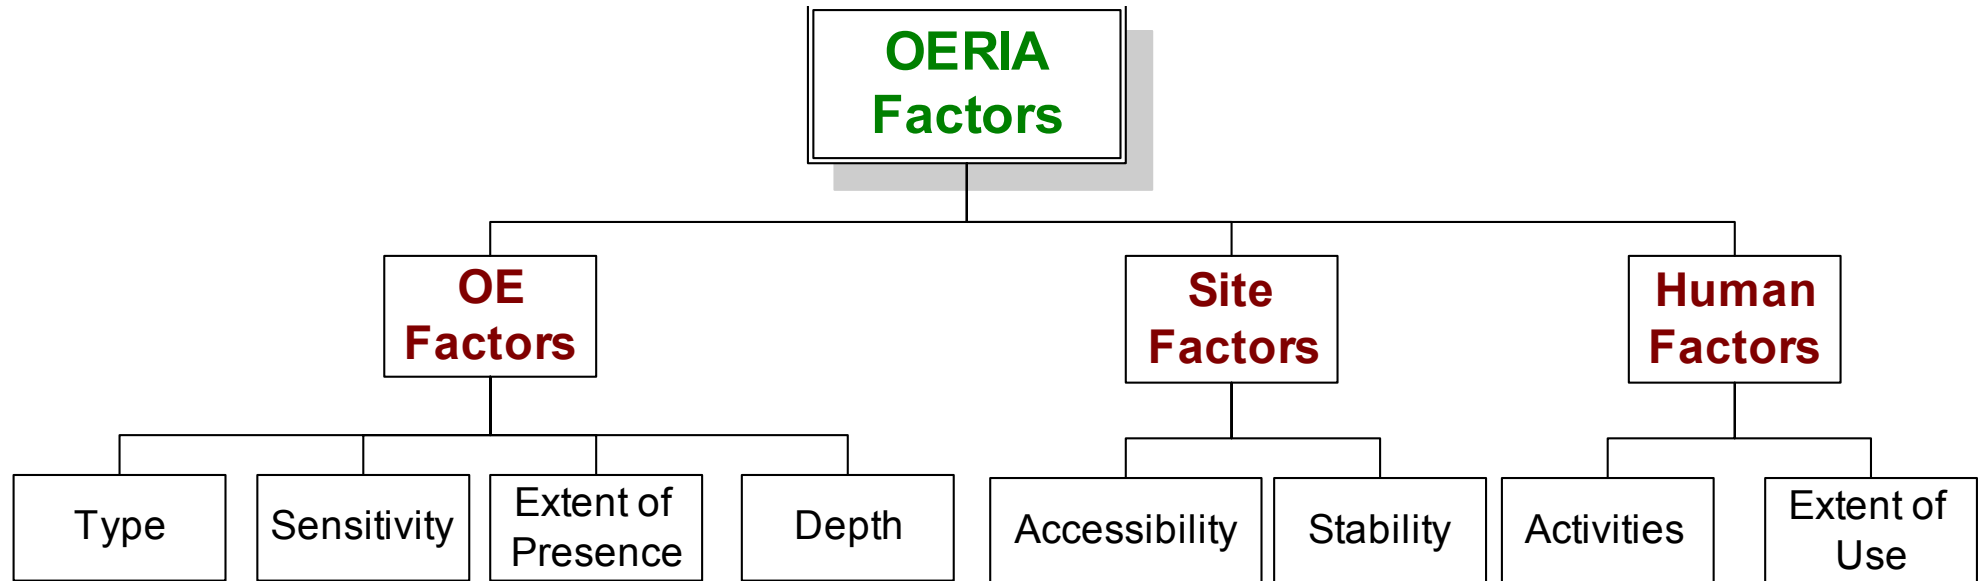 OERIA
Factors
OE
Factors
Site
Factors
Human
Factors
Type
Sensitivity
Extent of
Presence
Depth
Accessibility
Stability
Activities
Extent of
Use